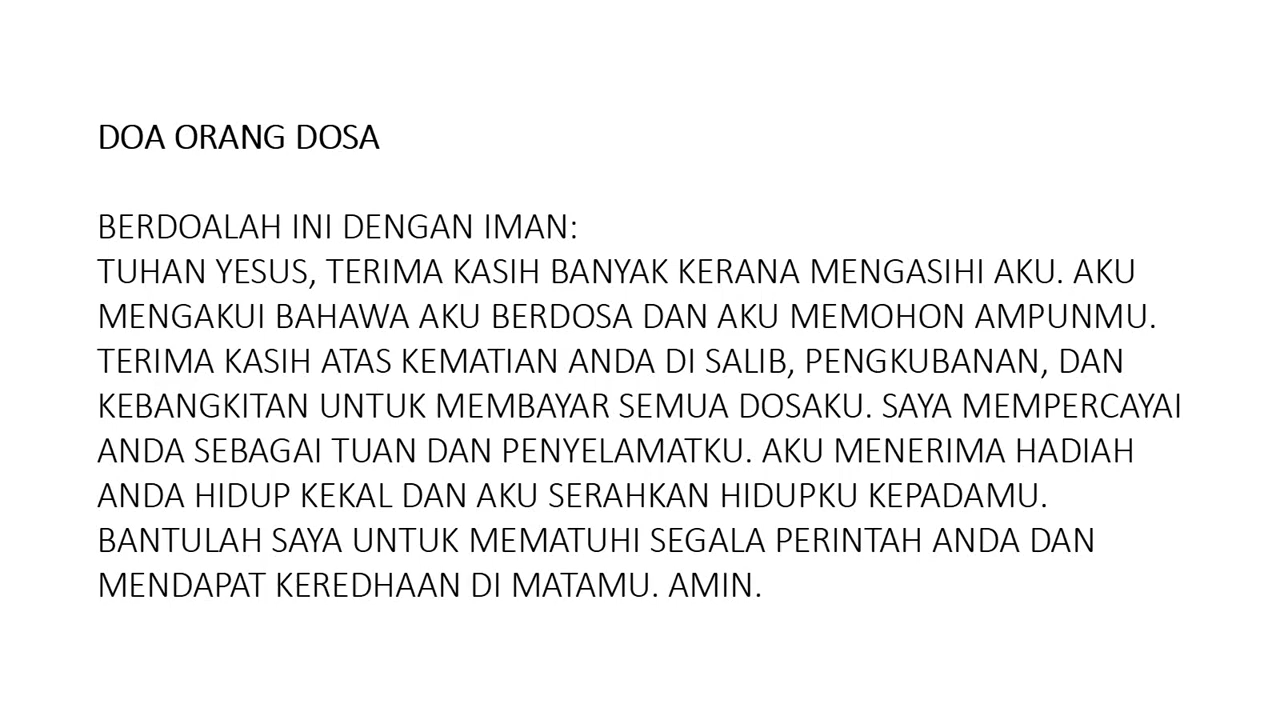 DOA ORANG DOSA
BERDOALAH INI DENGAN IMAN:
TUHAN YESUS, TERIMA KASIH BANYAK KERANA MENGASIHI AKU. AKU
MENGAKUI BAHAWA AKU BERDOSA DAN AKU MEMOHON AMPUNMU.
TERIMA KASIH ATAS KEMATIAN ANDA DI SALIB, PENGKUBANAN, DAN
KEBANGKITAN UNTUK MEMBAYAR SEMUA DOSAKU. SAYA MEMPERCAYAI
ANDA SEBAGAI TUAN DAN PENYELAMATKU. AKU MENERIMA HADIAH
ANDA HIDUP KEKAL DAN AKU SERAHKAN HIDUPKU KEPADAMU.
BANTULAH SAYA UNTUK MEMATUHI SEGALA PERINTAH ANDA DAN
MENDAPAT KEREDHAAN DI MATAMU. AMIN.